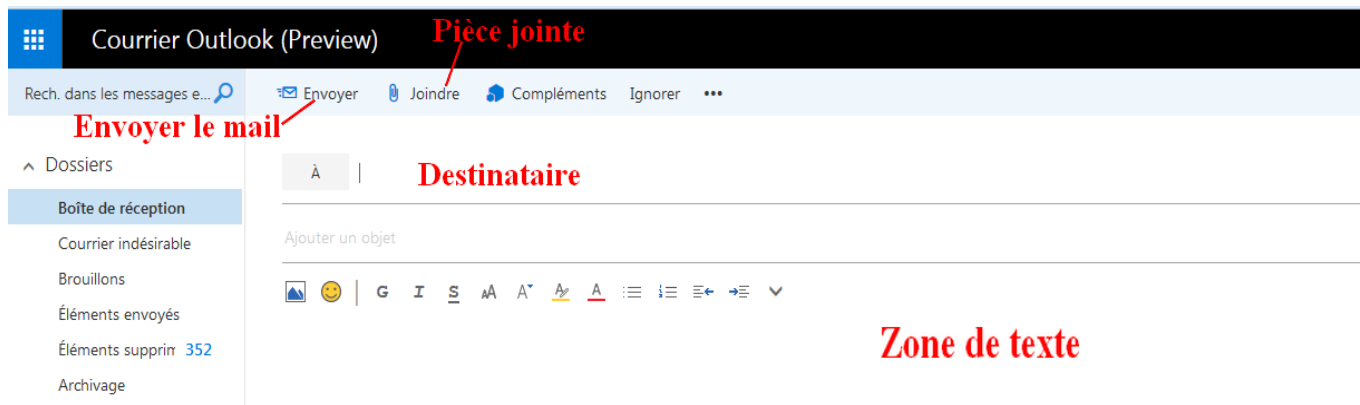 Courrier Outlook (Preview)
Pièce jointe
Rech. dans les messages e...
Envoyer
Joindre
Compléments
Ignorer
Envoyer le mail
Dossiers
À
Destinataire
Boîte de réception
Ajouter un objet
Courrier indésirable
Brouillons
G I S AA A A A
Éléments envoyés
Zone de texte
Éléments supprim 352
Archivage